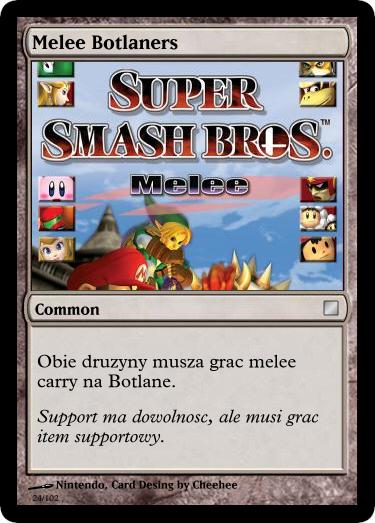 Melee Botlaners
SUPER
SMASH BROS.™
Melee
Common
Obie druzyny musza grac melee
carry na Botlane.
Support ma dowolnosc, ale musi grac
item supportowy.
Nintendo, Card Desing by Cheehee
24/102